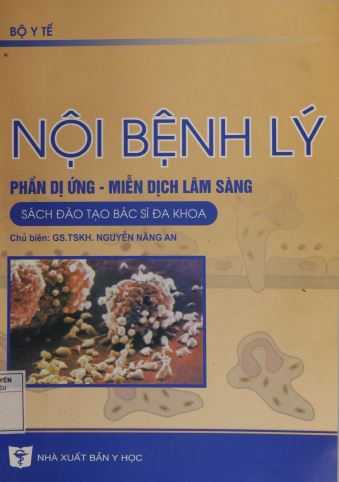 BỘ Y TẾ
NỘI BỆNH LÝ
PHẦN DỊ ỨNG - MIỄN DỊCH LÂM SÀNG
SÁCH ĐÀO TẠO BÁC SĨ ĐA KHOA
Chủ biên: GS.TSKH. NGUYỄN NĂNG AN
NHÀ XUẤT BẢN Y HỌC